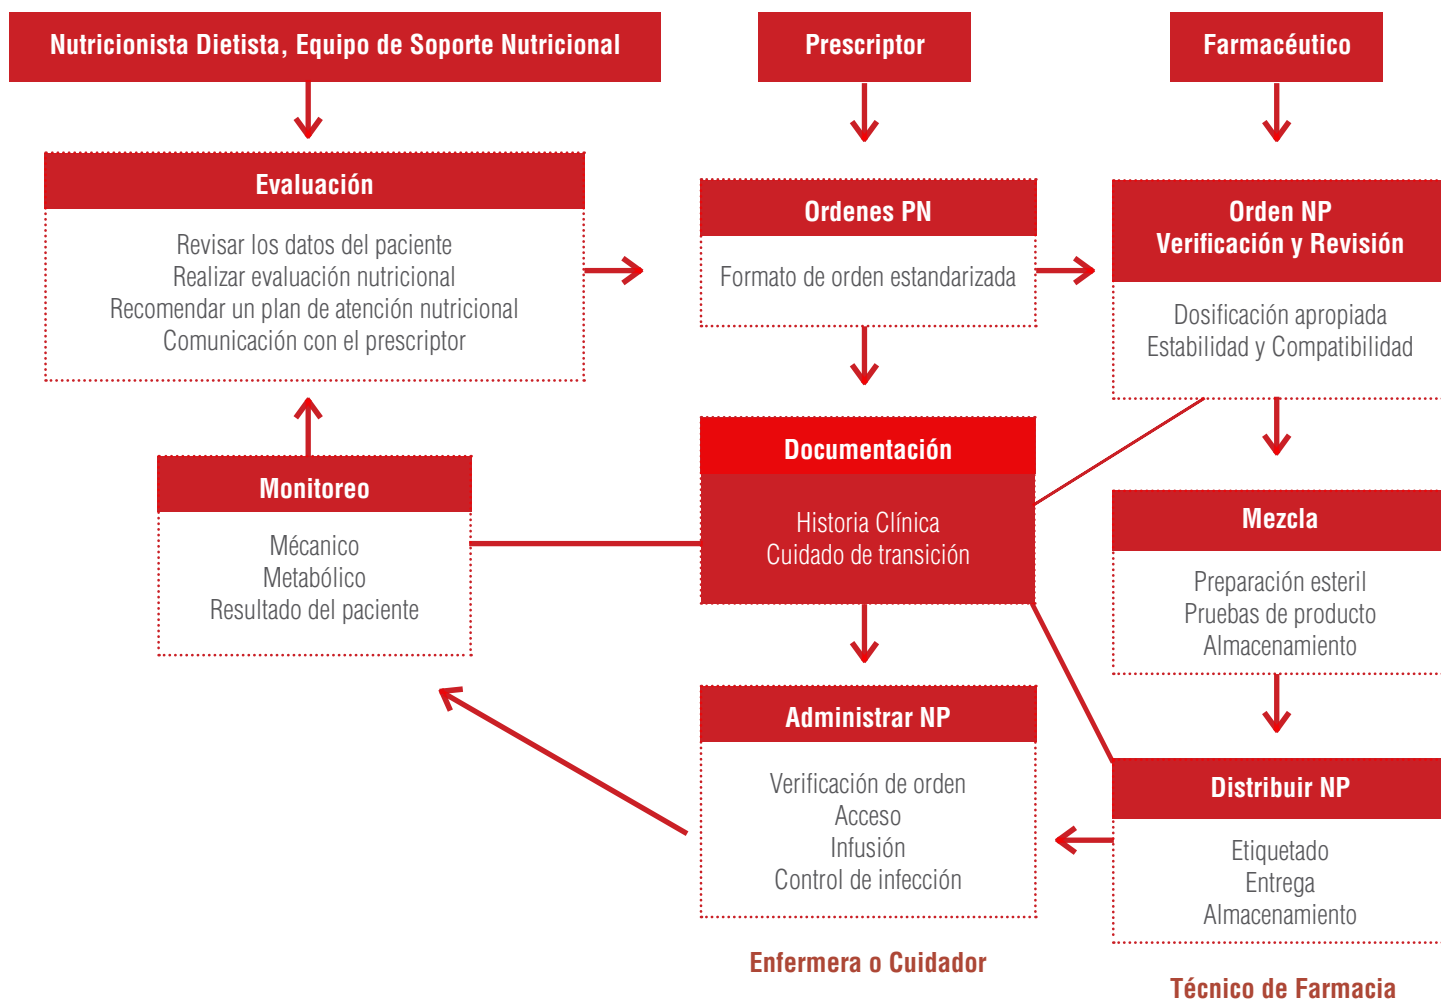 Nutricionista Dietista, Equipo de Soporte Nutricional
Prescriptor
Farmacéutico
Evaluación
Revisar los datos del paciente
Realizar evaluación nutricional
Recomendar un plan de atención nutricional
Comunicación con el prescriptor
Ordenes PN
Formato de orden estandarizada
Orden NP
Verificación y Revisión
Dosificación apropiada
Estabilidad y Compatibilidad
Monitoreo
Mécanico
Metabólico
Resultado del paciente
Documentación
Historia Clínica
Cuidado de transición
Mezcla
Preparación esteril
Pruebas de producto
Almacenamiento
Administrar NP
Verificación de orden
Acceso
Infusión
Control de infección
Distribuir NP
Etiquetado
Entrega
Almacenamiento
Enfermera o Cuidador
Técnico de Farmacia